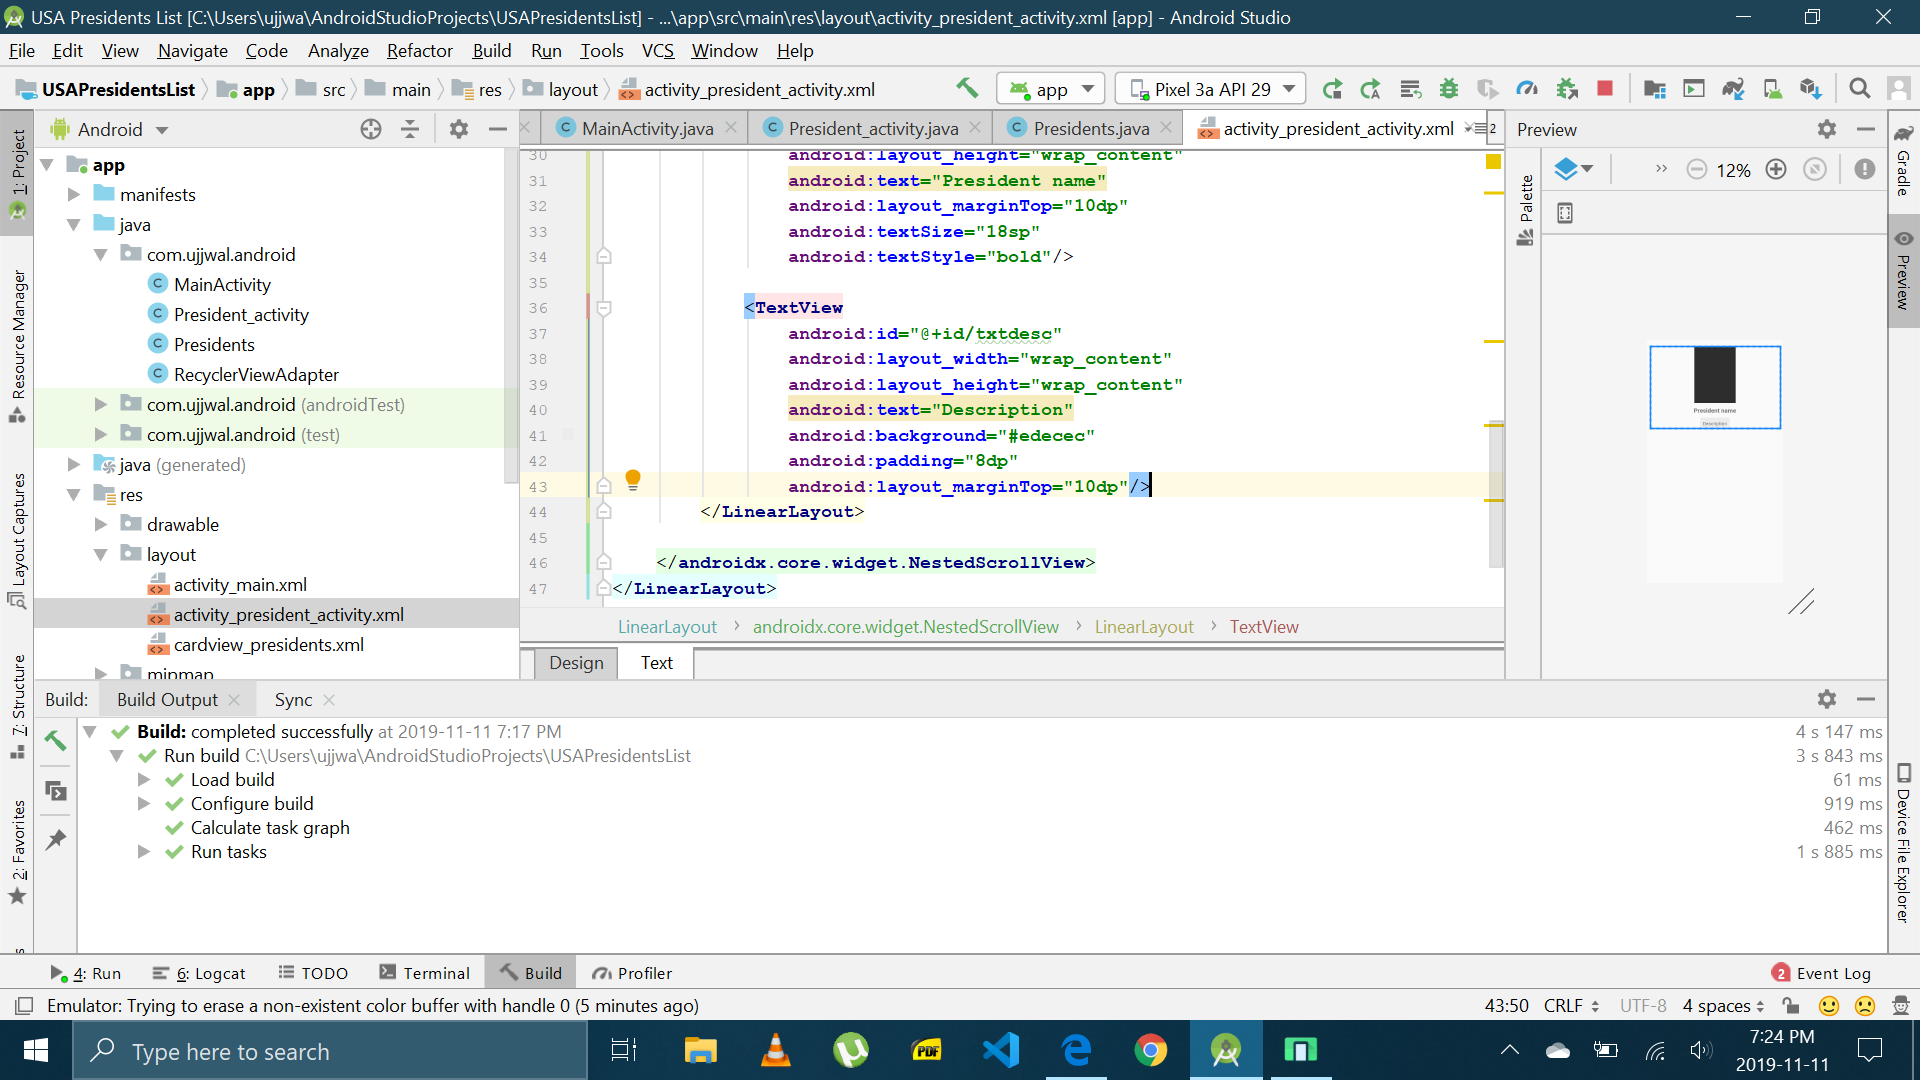 USA Presidents List [C:\Users\ujjwa\AndroidStudioProjects\USAPresidentsList] - ...\app\src\main\res\layout\activity_president_activity.xml [app] - Android Studio
File Edit View Navigate Code Analyze Refactor Build Run Tools VCS Window Help
USAPresidentsList app src main res layout activity_president_activity.xml app Pixel 3a API 29
Android
MainActivity.java President_activity.java Presidents.java activity_president_activity.xml 2
Preview
1: Project
Resource Manager
Layout Captures
7: Structure
2: Favorites
app
manifests
java
com.ujjwal.android
MainActivity
President_activity
Presidents
RecyclerViewAdapter
com.ujjwal.android (androidTest)
com.ujjwal.android (test)
java (generated)
res
drawable
layout
activity_main.xml
activity_president_activity.xml
cardview_presidents.xml
mipmap
30 android:layout_height="wrap_content"
31 android:text="President name"
32 android:layout_marginTop="10dp"
33 android:textSize="18sp"
34 android:textStyle="bold"/>
35
36 <TextView
37 android:id="@+id/txtdesc"
38 android:layout_width="wrap_content"
39 android:layout_height="wrap_content"
40 android:text="Description"
41 android:background="#edecec"
42 android:padding="8dp"
43 android:layout_marginTop="10dp"/>
44 </LinearLayout>
45
46 </androidx.core.widget.NestedScrollView>
47 </LinearLayout>
LinearLayout › androidx.core.widget.NestedScrollView › LinearLayout › TextView
Design Text
Palette
12%
President name
Description
Gradle
Preview
Device File Explorer
Build: Build Output Sync
Build: completed successfully at 2019-11-11 7:17 PM 4 s 147 ms
Run build C:\Users\ujjwa\AndroidStudioProjects\USAPresidentsList 3 s 843 ms
Load build 61 ms
Configure build 919 ms
Calculate task graph 462 ms
Run tasks 1 s 885 ms
4: Run 6: Logcat TODO Terminal Build Profiler 2 Event Log
Emulator: Trying to erase a non-existent color buffer with handle 0 (5 minutes ago) 43:50 CRLF UTF-8 4 spaces
Type here to search
PDF
7:24 PM
2019-11-11